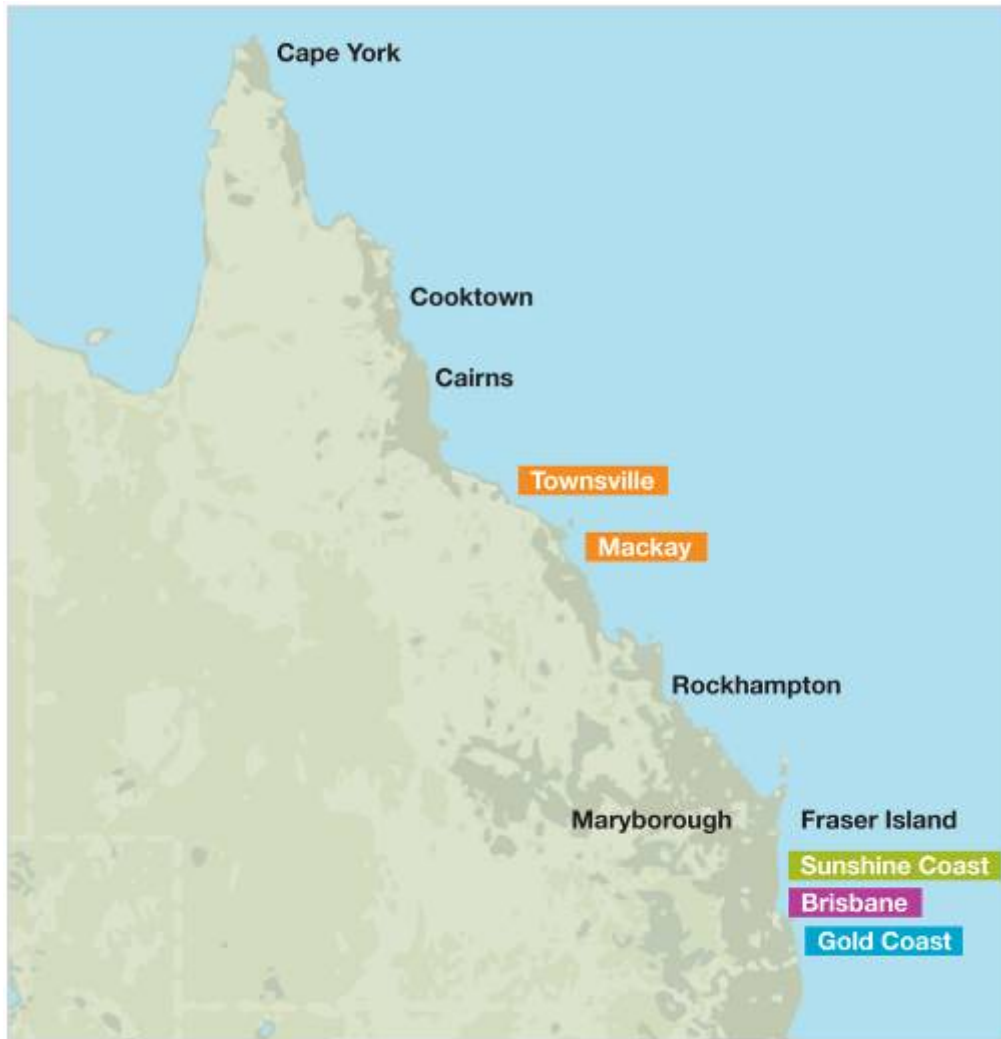 Cape York
Cooktown
Cairns
Townsville
Mackay
Rockhampton
Maryborough
Fraser Island
Sunshine Coast
Brisbane
Gold Coast